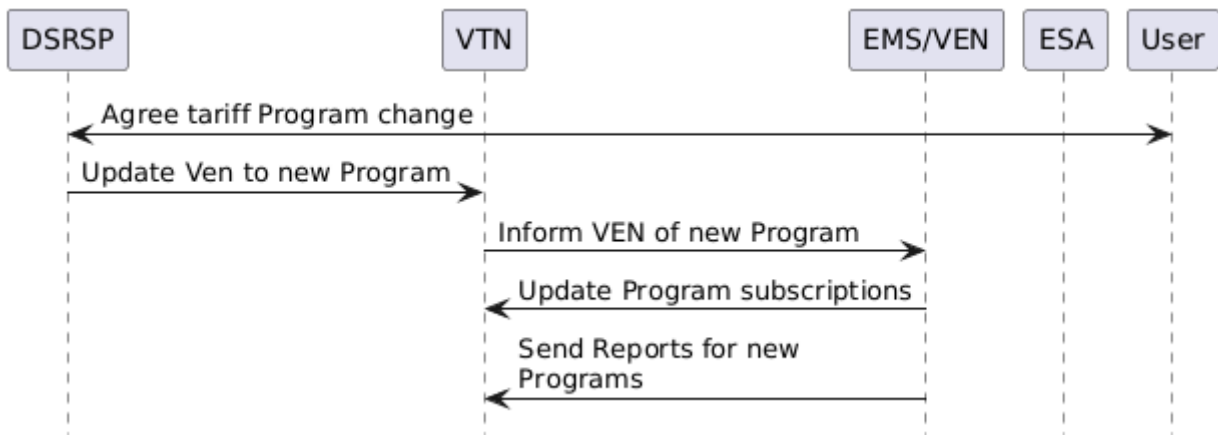 DSRSP VTN EMS/VEN ESA User
Agree tariff Program change
Update Ven to new Program
Inform VEN of new Program
Update Program subscriptions
Send Reports for new
Programs